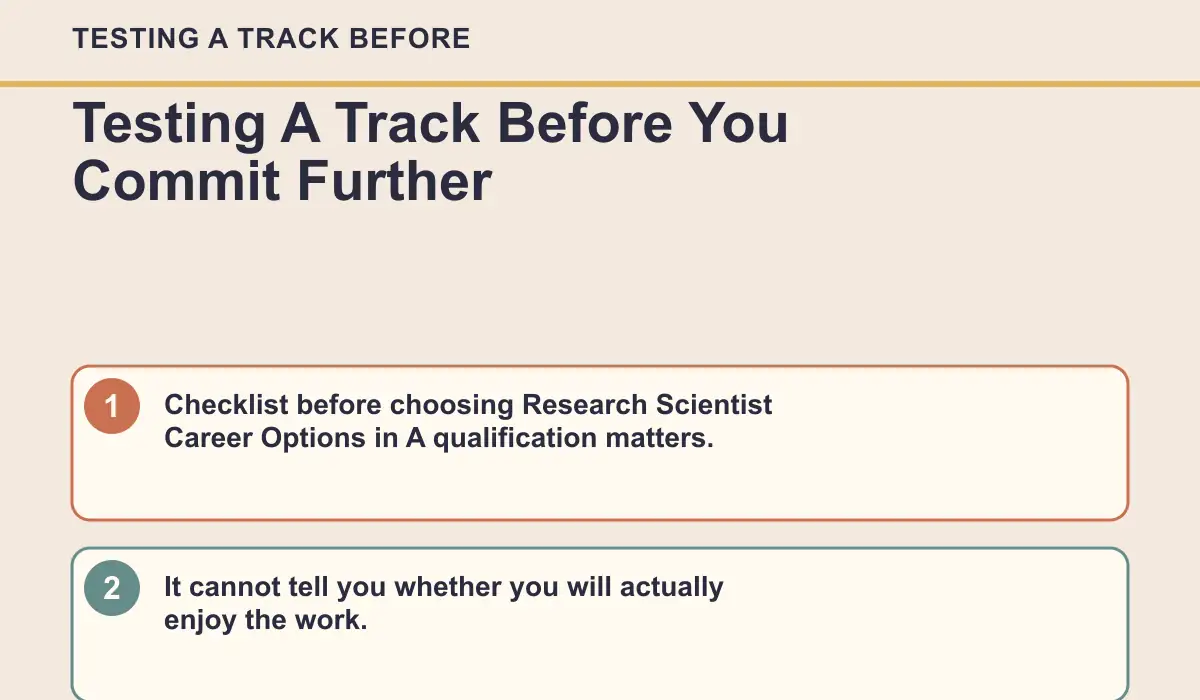 TESTING A TRACK BEFORE
Testing A Track Before You
Commit Further
1
Checklist before choosing Research Scientist
Career Options in A qualification matters.
2
It cannot tell you whether you will actually
enjoy the work.